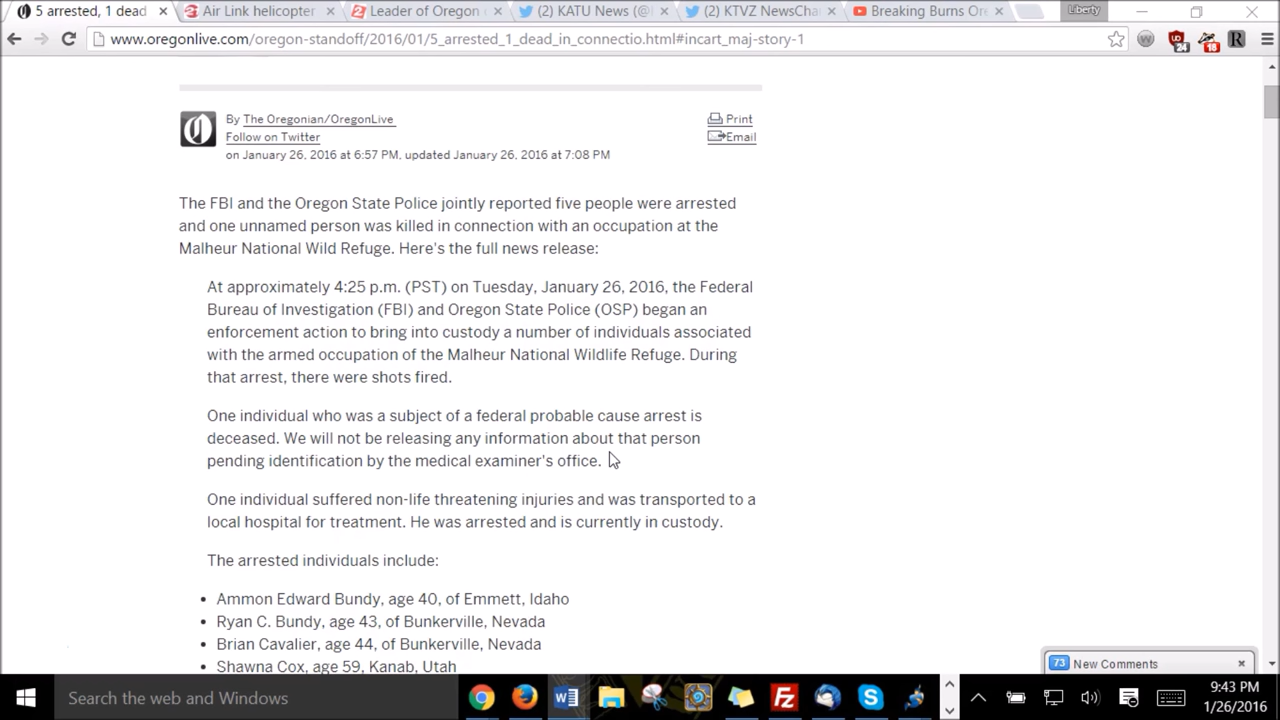 5 arrested, 1 dead
Air Link helicopter
Leader of Oregon
(2) KATU News (@
(2) KTVZ NewsChan
Breaking Burns Ore
Liberty
www.oregonlive.com/oregon-standoff/2016/01/5_arrested_1_dead_in_connectio.html#incart_maj-story-1
24
18
R
By The Oregonian/OregonLive
Print
Follow on Twitter
Email
on January 26, 2016 at 6:57 PM, updated January 26, 2016 at 7:08 PM
The FBI and the Oregon State Police jointly reported five people were arrested
and one unnamed person was killed in connection with an occupation at the
Malheur National Wild Refuge. Here's the full news release:
At approximately 4:25 p.m. (PST) on Tuesday, January 26, 2016, the Federal
Bureau of Investigation (FBI) and Oregon State Police (OSP) began an
enforcement action to bring into custody a number of individuals associated
with the armed occupation of the Malheur National Wildlife Refuge. During
that arrest, there were shots fired.
One individual who was a subject of a federal probable cause arrest is
deceased. We will not be releasing any information about that person
pending identification by the medical examiner's office.
One individual suffered non-life threatening injuries and was transported to a
local hospital for treatment. He was arrested and is currently in custody.
The arrested individuals include:
• Ammon Edward Bundy, age 40, of Emmett, Idaho
• Ryan C. Bundy, age 43, of Bunkerville, Nevada
• Brian Cavalier, age 44, of Bunkerville, Nevada
• Shawna Cox, age 59, Kanab, Utah
73 New Comments
Search the web and Windows
9:43 PM
1/26/2016